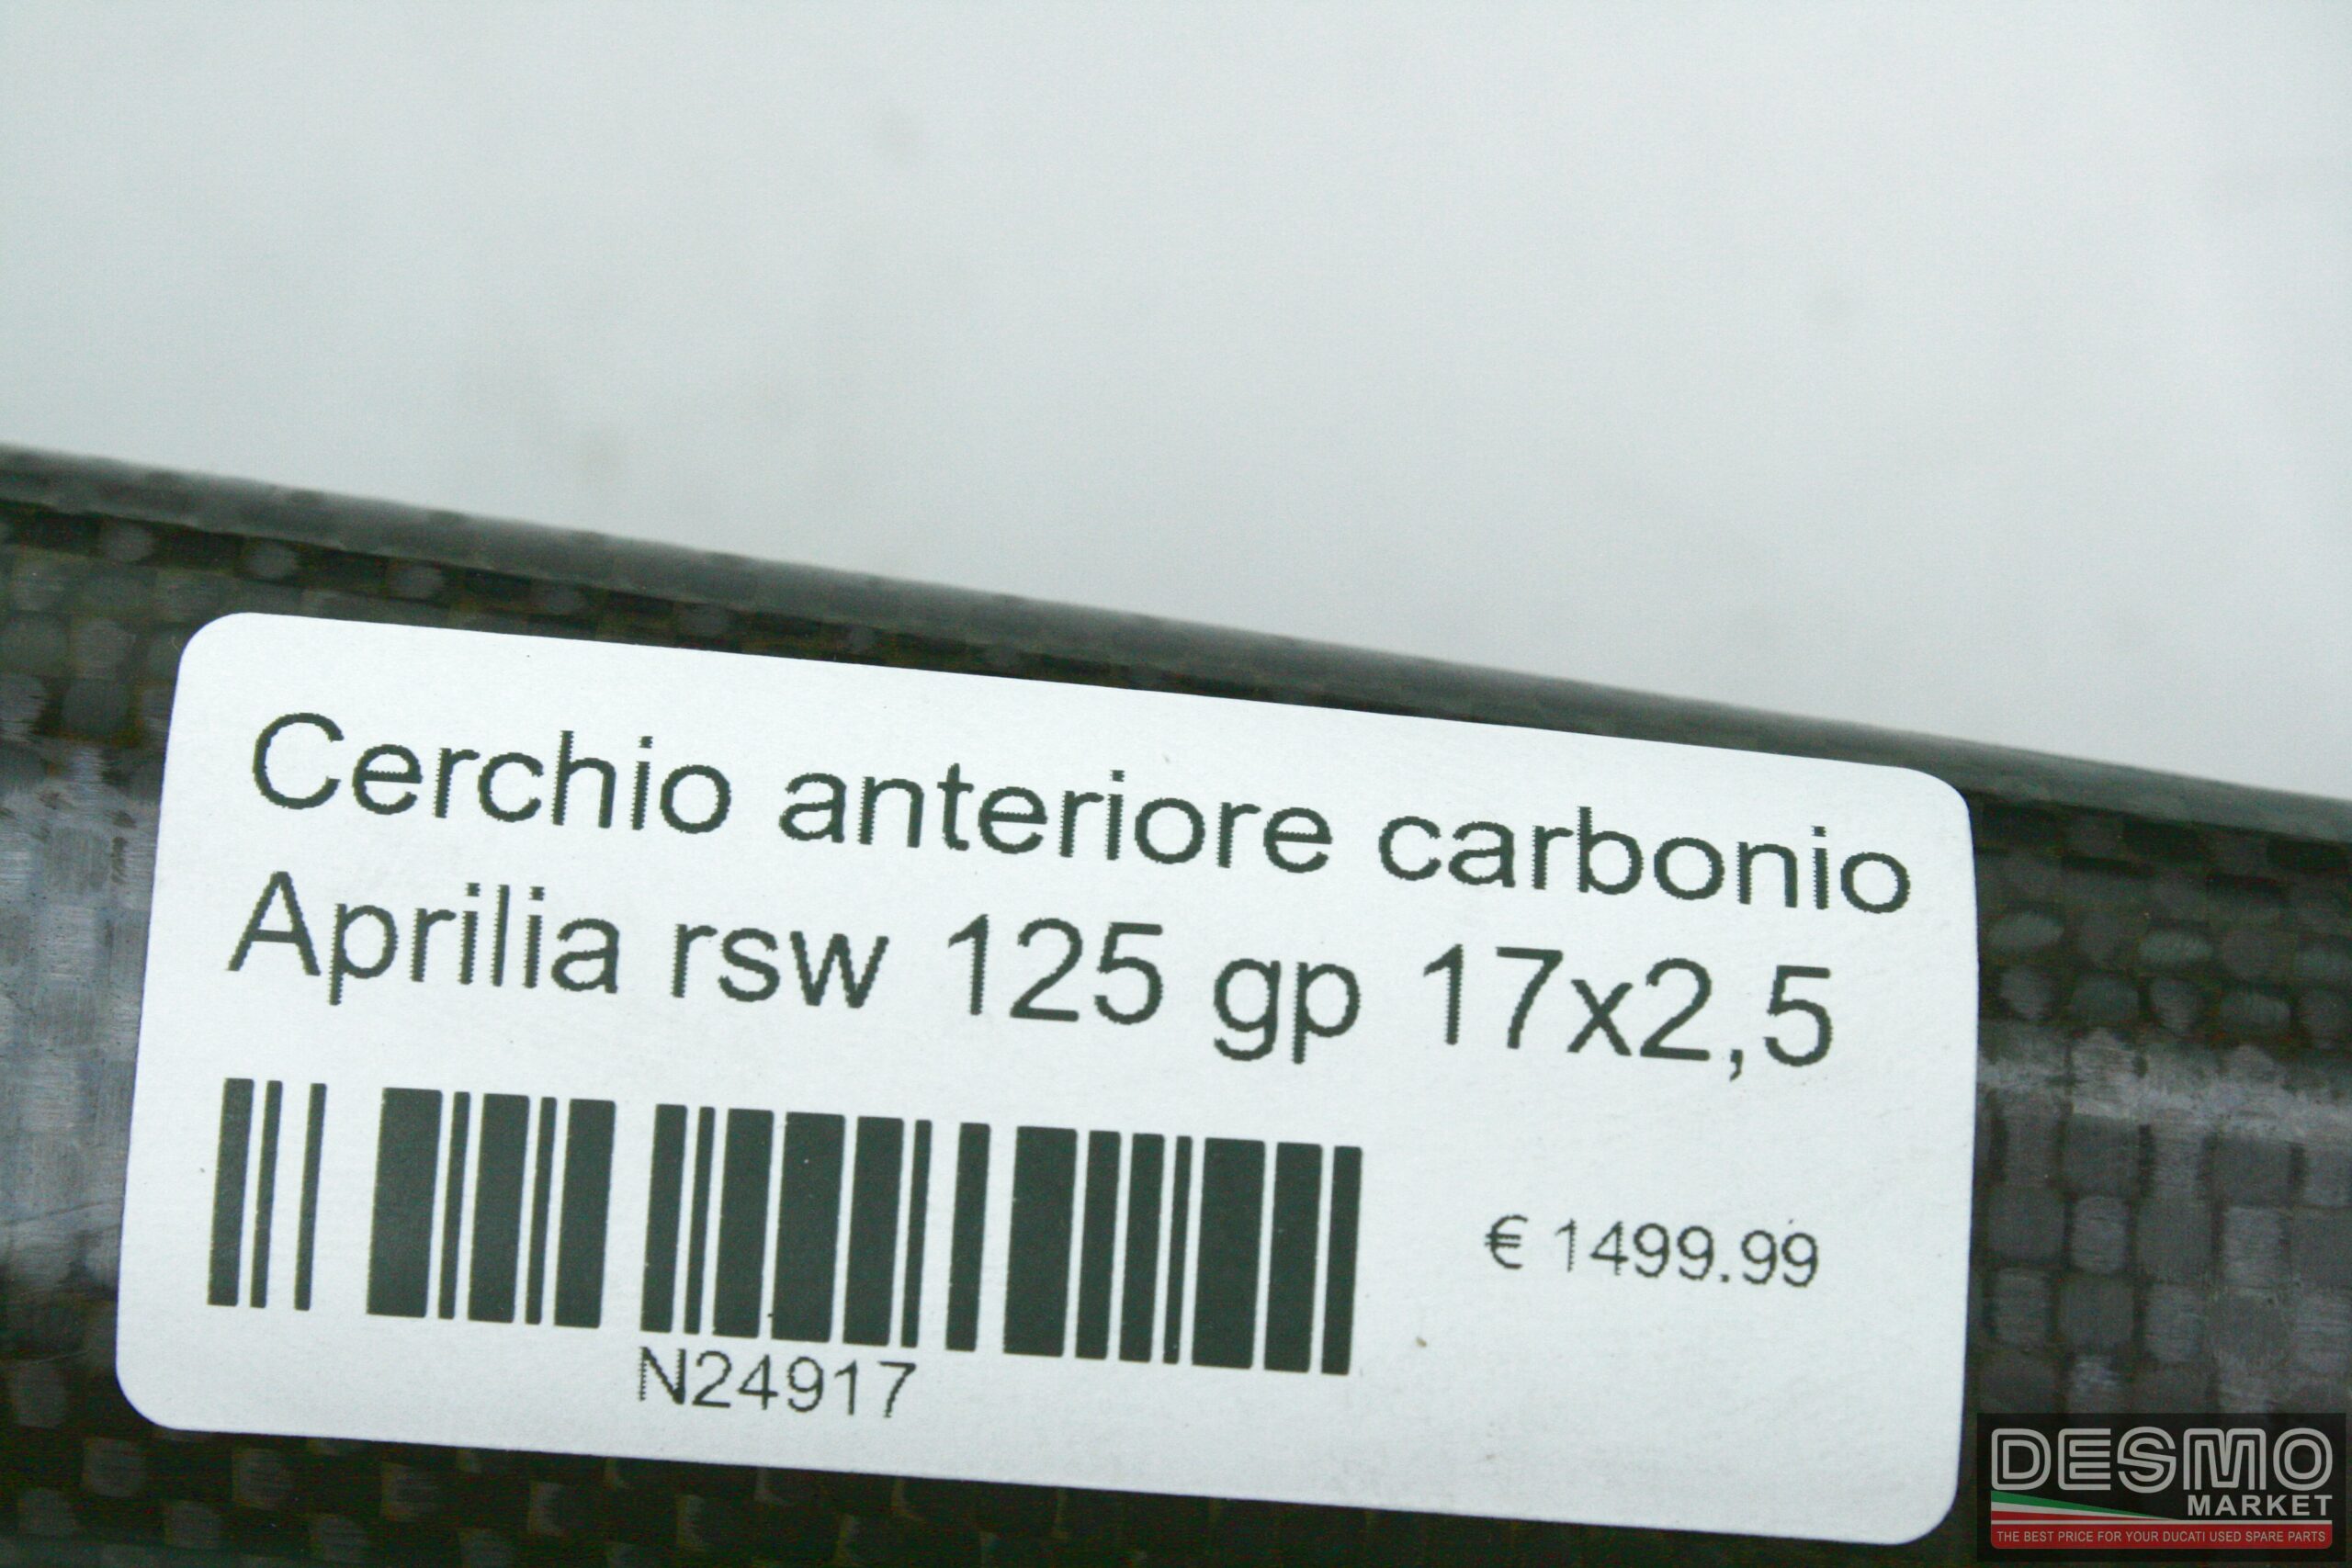 Cerchio anteriore carbonio
Aprilia rsw 125 gp 17x2,5
€ 1499.99
N24917
DESMO
MARKET
THE BEST PRICE FOR YOUR DUCATI USED SPARE PARTS